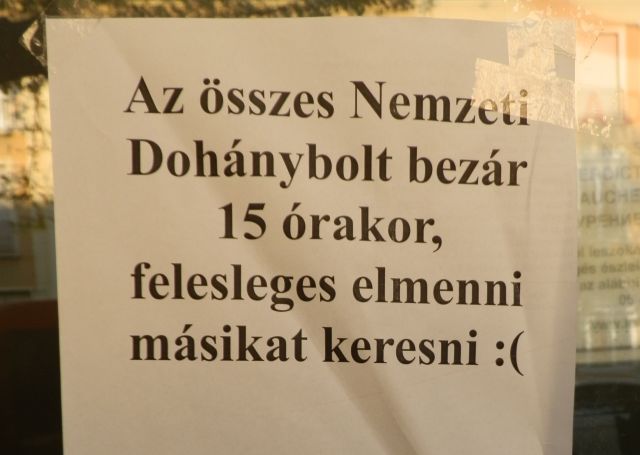 Az összes Nemzeti
Dohánybolt bezár
15 órakor,
felesleges elmenni
másikat keresni :(